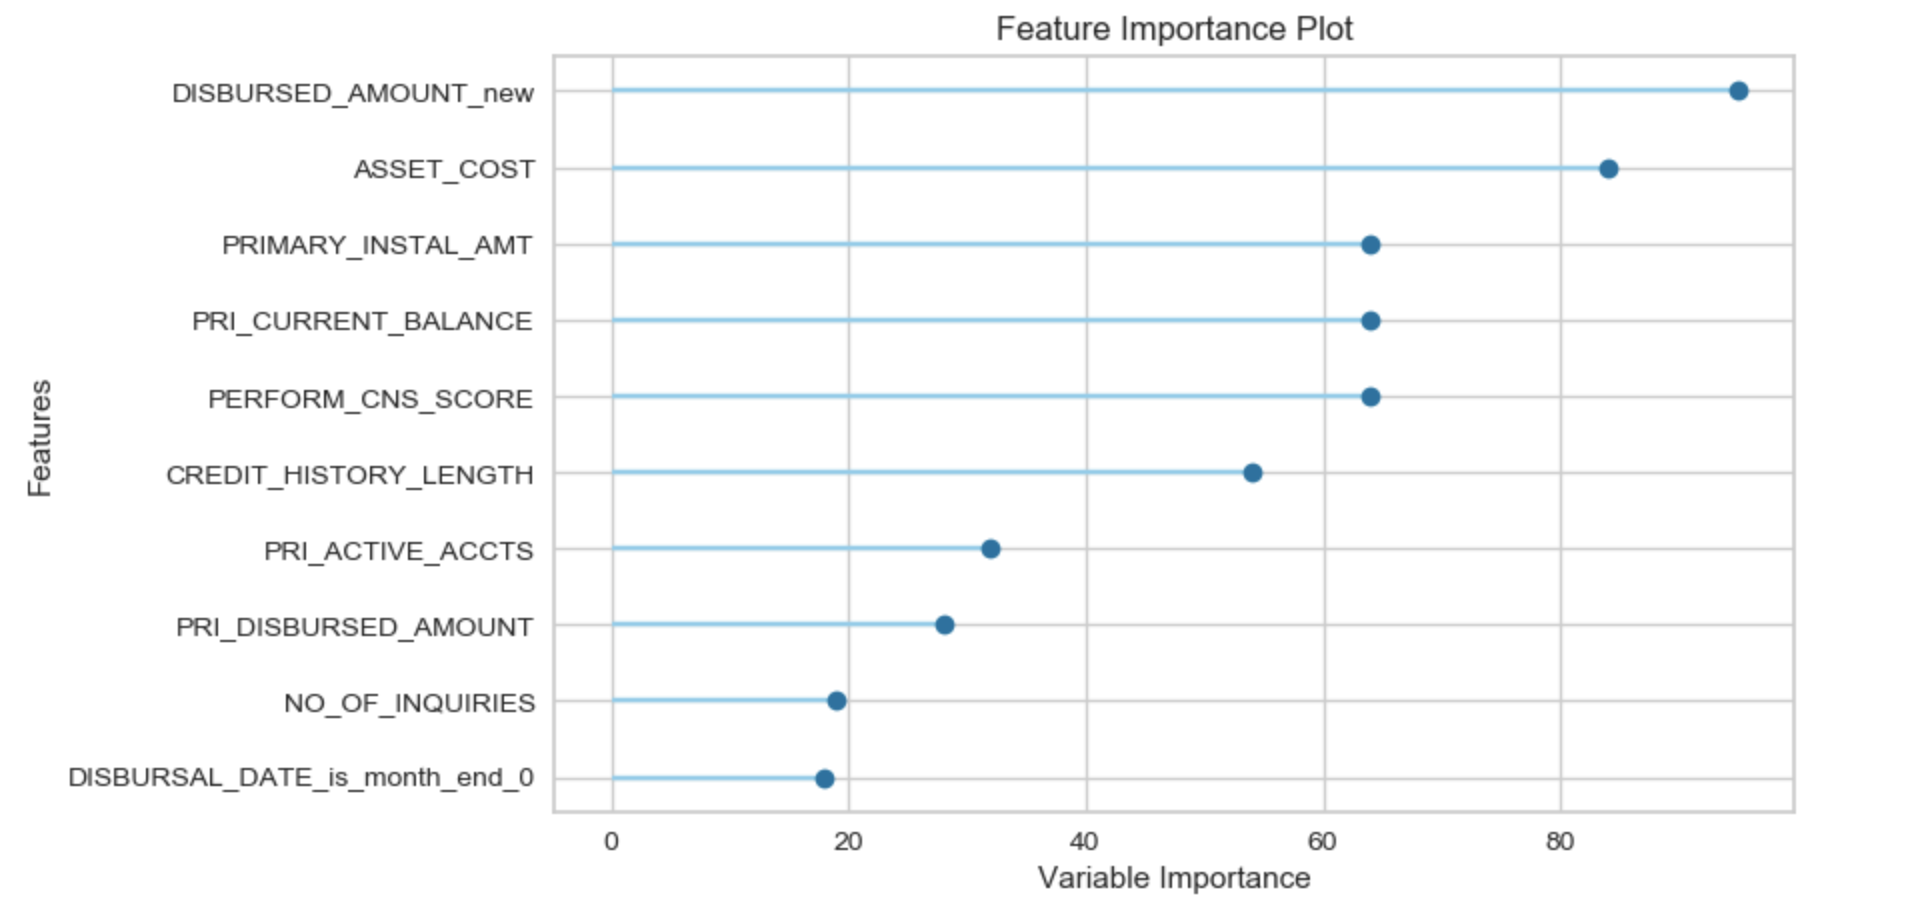 Feature Importance Plot
DISBURSED_AMOUNT_new
ASSET_COST
PRIMARY_INSTAL_AMT
PRI_CURRENT_BALANCE
PERFORM_CNS_SCORE
CREDIT_HISTORY_LENGTH
PRI_ACTIVE_ACCTS
PRI_DISBURSED_AMOUNT
NO_OF_INQUIRIES
DISBURSAL_DATE_is_month_end_0
Features
0 20 40 60 80
Variable Importance